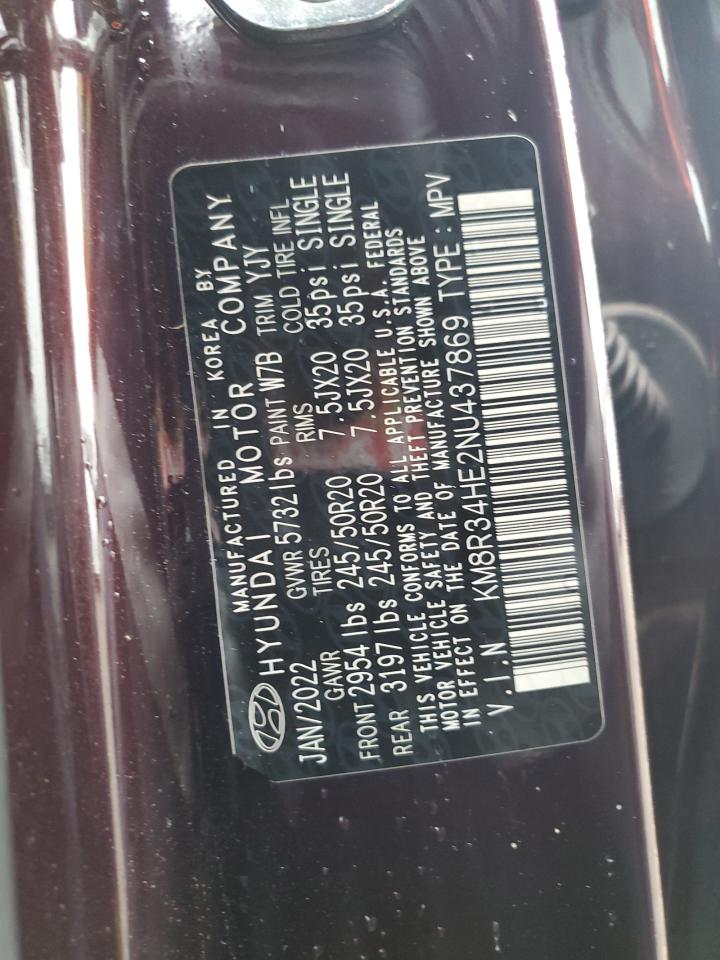 MANUFACTURED IN KOREA BY
HYUNDAI MOTOR COMPANY
JAN/2022 GVWR 5732 lbs PAINT W7B TRIM YJY
GAWR TIRES RIMS COLD TIRE INFL
FRONT 2954 lbs 245/50R20 7.5JX20 35psi SINGLE
REAR 3197 lbs 245/50R20 7.5JX20 35psi SINGLE
THIS VEHICLE CONFORMS TO ALL APPLICABLE U.S.A. FEDERAL
MOTOR VEHICLE SAFETY AND THEFT PREVENTION STANDARDS
IN EFFECT ON THE DATE OF MANUFACTURE SHOWN ABOVE
V.I.N KM8R34HE2NU437869 TYPE : MPV